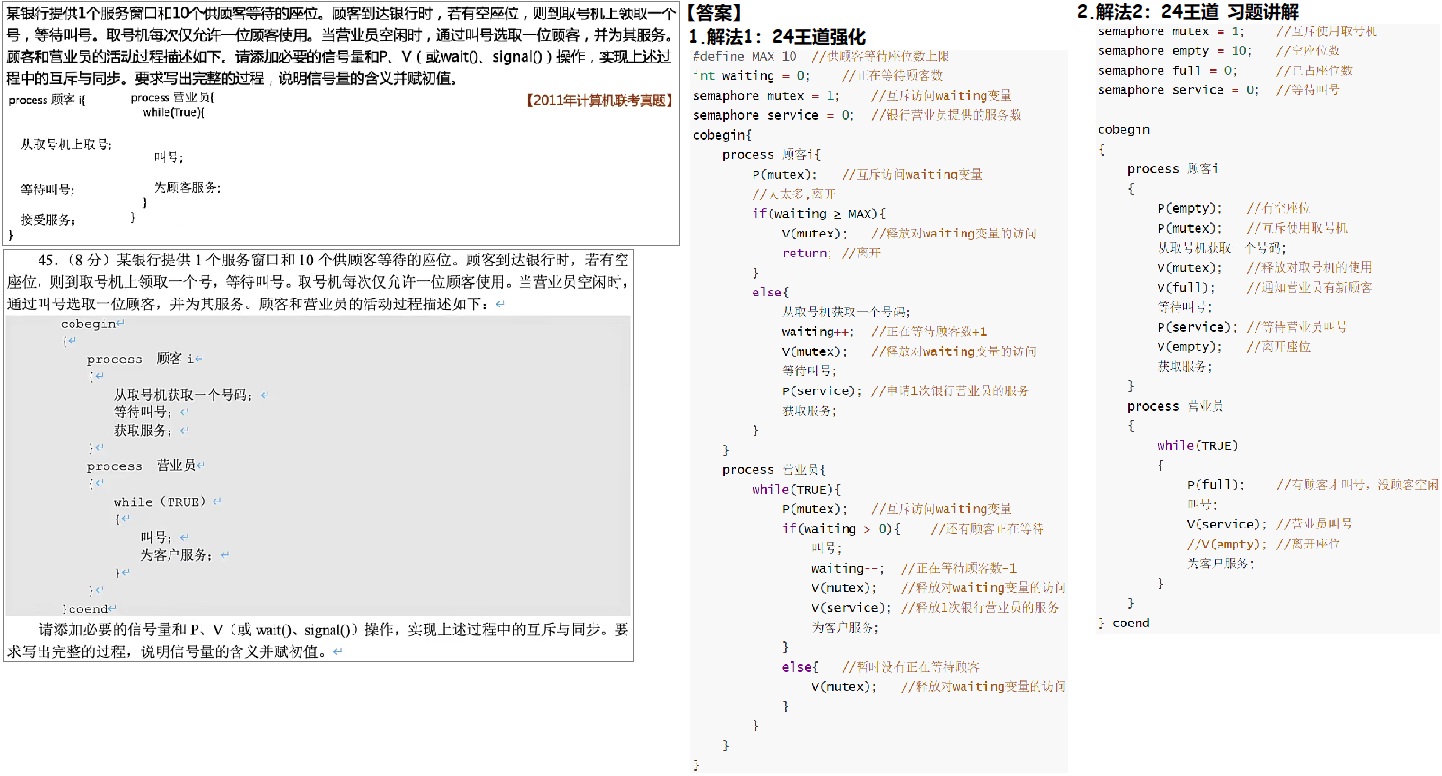 某银行提供1个服务窗口和10个供顾客等待的座位。顾客到达银行时，若有空座位，则到取号机上领取一个
号，等待叫号。取号机每次仅允许一位顾客使用。当营业员空闲时，通过叫号选取一位顾客，并为其服务。
顾客和营业员的活动过程描述如下。请添加必要的信号量和P、V（或wait()、signal()）操作，实现上述过
程中的互斥与同步。要求写出完整的过程，说明信号量的含义并赋初值。
【2011年计算机联考真题】
process 顾客 i{
从取号机上取号;
等待叫号;
接受服务;
}
process 营业员{
while(True){
叫号;
为顾客服务;
}
}
45.（8 分）某银行提供 1 个服务窗口和 10 个供顾客等待的座位。顾客到达银行时，若有空
座位，则到取号机上领取一个号，等待叫号。取号机每次仅允许一位顾客使用。当营业员空闲时，
通过叫号选取一位顾客，并为其服务。顾客和营业员的活动过程描述如下：↵
cobegin↵
{↵
process 顾客 i↵
{↵
从取号机获取一个号码；↵
等待叫号；↵
获取服务；↵
}↵
process 营业员↵
{↵
while（TRUE）↵
{↵
叫号；↵
为客户服务；↵
}↵
}↵
}coend↵
请添加必要的信号量和 P、V（或 wait()、signal()）操作，实现上述过程中的互斥与同步。要
求写出完整的过程，说明信号量的含义并赋初值。↵
【答案】
1.解法1：24王道强化
#define MAX 10 //供顾客等待座位数上限
int waiting = 0; //正在等待顾客数
semaphore mutex = 1; //互斥访问waiting变量
semaphore service = 0; //银行营业员提供的服务数
cobegin{
process 顾客i{
P(mutex); //互斥访问waiting变量
//人太多,离开
if(waiting ≥ MAX){
V(mutex); //释放对waiting变量的访问
return; //离开
}
else{
从取号机获取一个号码;
waiting++; //正在等待顾客数+1
V(mutex); //释放对waiting变量的访问
等待叫号;
P(service); //申请1次银行营业员的服务
获取服务;
}
}
process 营业员{
while(TRUE){
P(mutex); //互斥访问waiting变量
if(waiting > 0){ //还有顾客正在等待
叫号;
waiting--; //正在等待顾客数-1
V(mutex); //释放对waiting变量的访问
V(service); //释放1次银行营业员的服务
为客户服务;
}
else{ //暂时没有正在等待顾客
V(mutex); //释放对waiting变量的访问
}
}
}
}
2.解法2：24王道 习题讲解
semaphore mutex = 1; //互斥使用取号机
semaphore empty = 10; //空座位数
semaphore full = 0; //已占座位数
semaphore service = 0; //等待叫号
cobegin
{
process 顾客i
{
P(empty); //有空座位
P(mutex); //互斥使用取号机
从取号机获取一个号码;
V(mutex); //释放对取号机的使用
V(full); //通知营业员有新顾客
等待叫号;
P(service); //等待营业员叫号
V(empty); //离开座位
获取服务;
}
process 营业员
{
while(TRUE)
{
P(full); //有顾客才叫号，没顾客空闲
叫号;
V(service); //营业员叫号
//V(empty); //离开座位
为客户服务;
}
}
} coend